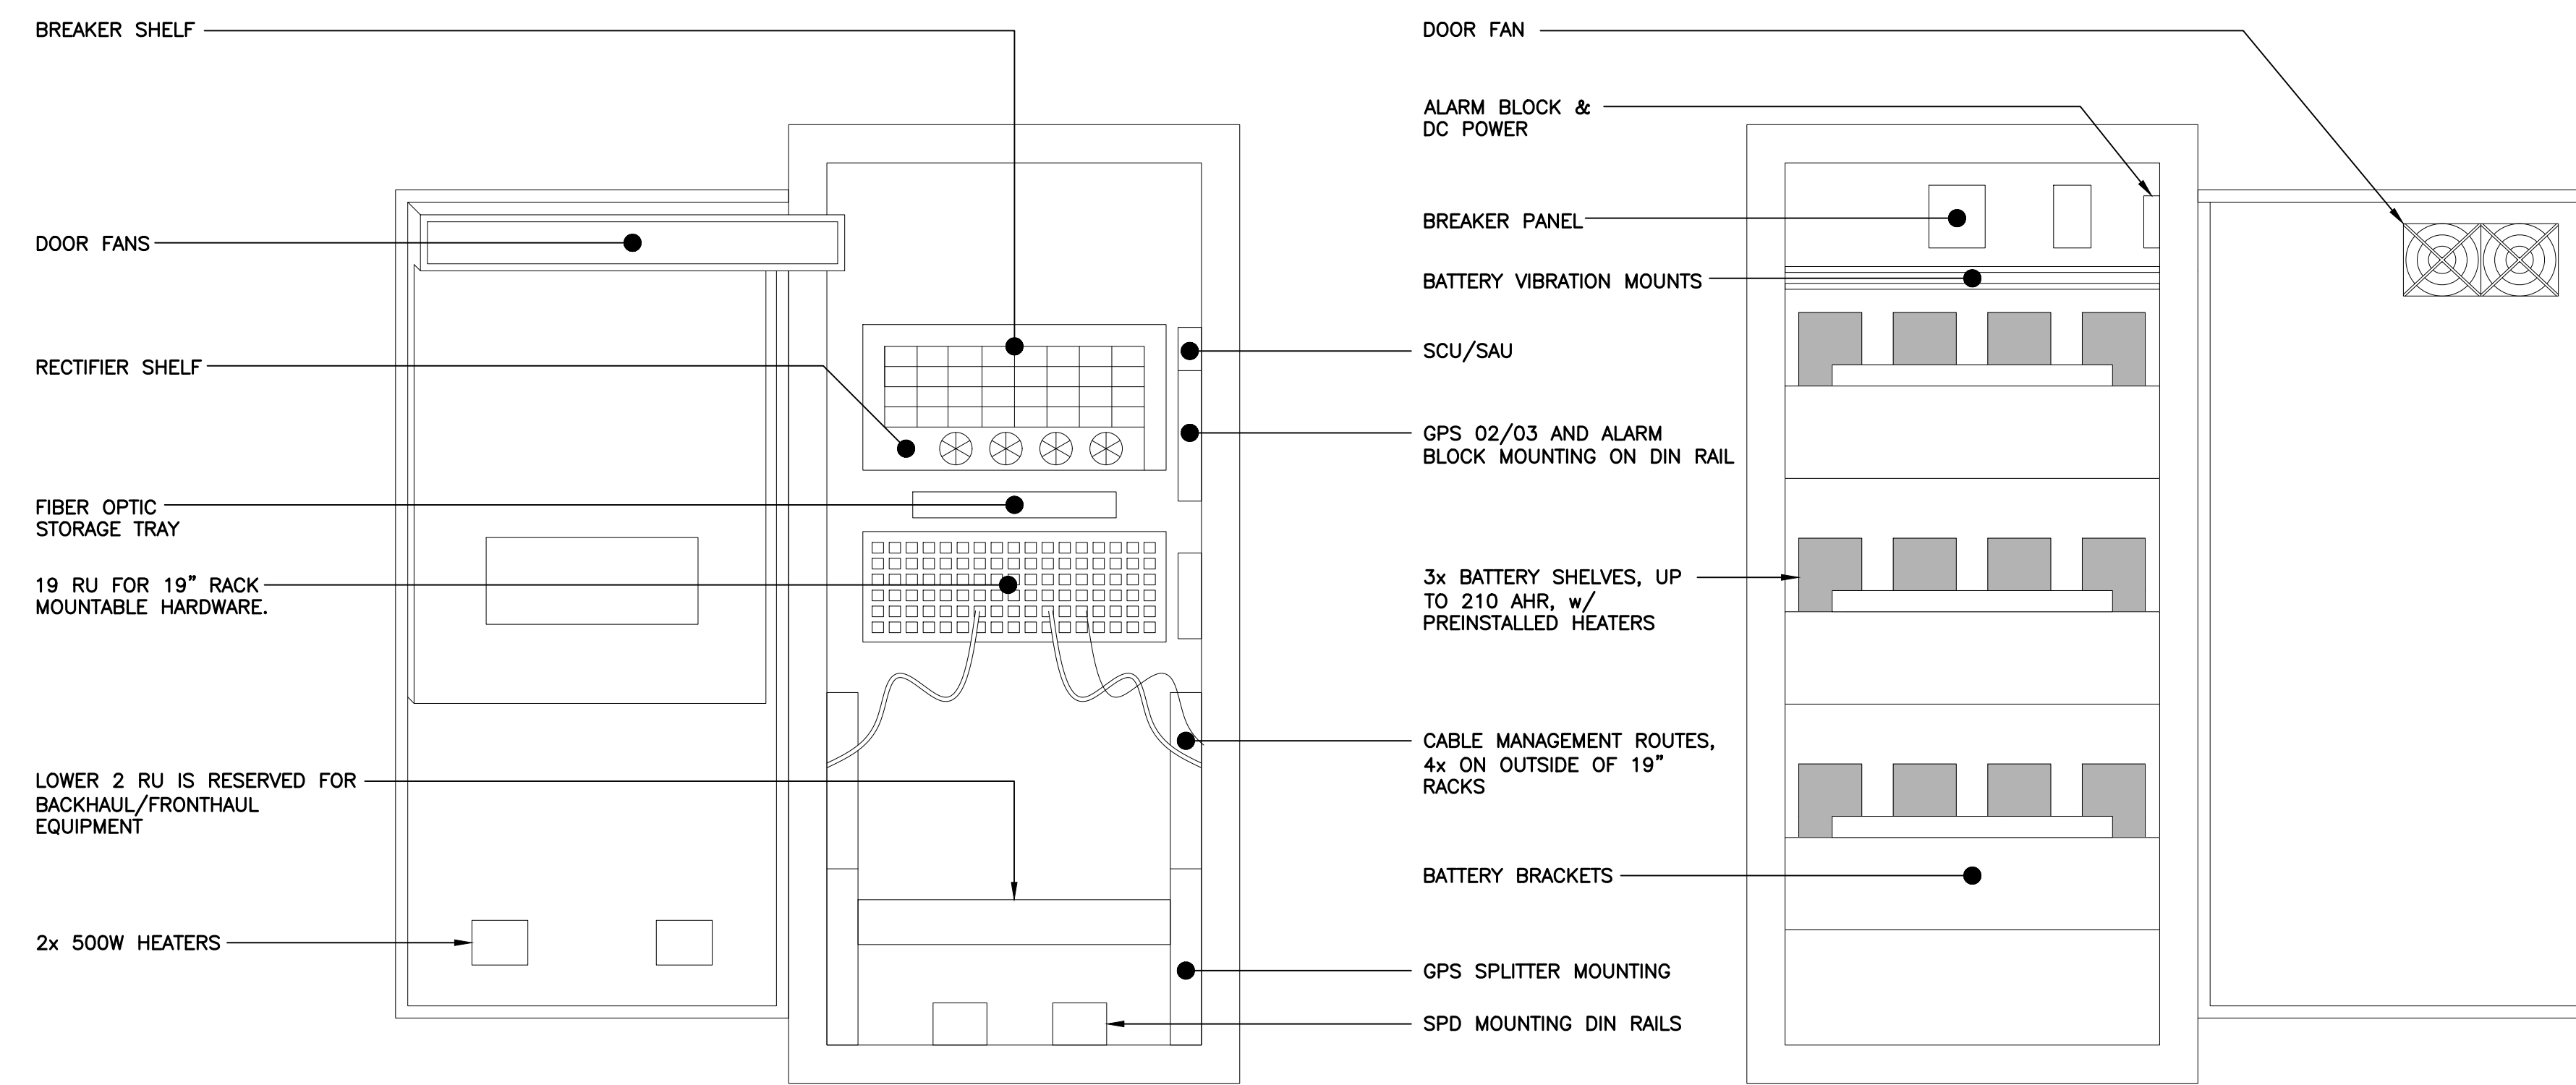 BREAKER SHELF
DOOR FANS
RECTIFIER SHELF
FIBER OPTIC
STORAGE TRAY
19 RU FOR 19” RACK
MOUNTABLE HARDWARE.
LOWER 2 RU IS RESERVED FOR
BACKHAUL/FRONTHAUL
EQUIPMENT
2x 500W HEATERS
DOOR FAN
ALARM BLOCK &
DC POWER
BREAKER PANEL
BATTERY VIBRATION MOUNTS
SCU/SAU
GPS 02/03 AND ALARM
BLOCK MOUNTING ON DIN RAIL
3x BATTERY SHELVES, UP
TO 210 AHR, w/
PREINSTALLED HEATERS
CABLE MANAGEMENT ROUTES,
4x ON OUTSIDE OF 19”
RACKS
BATTERY BRACKETS
GPS SPLITTER MOUNTING
SPD MOUNTING DIN RAILS